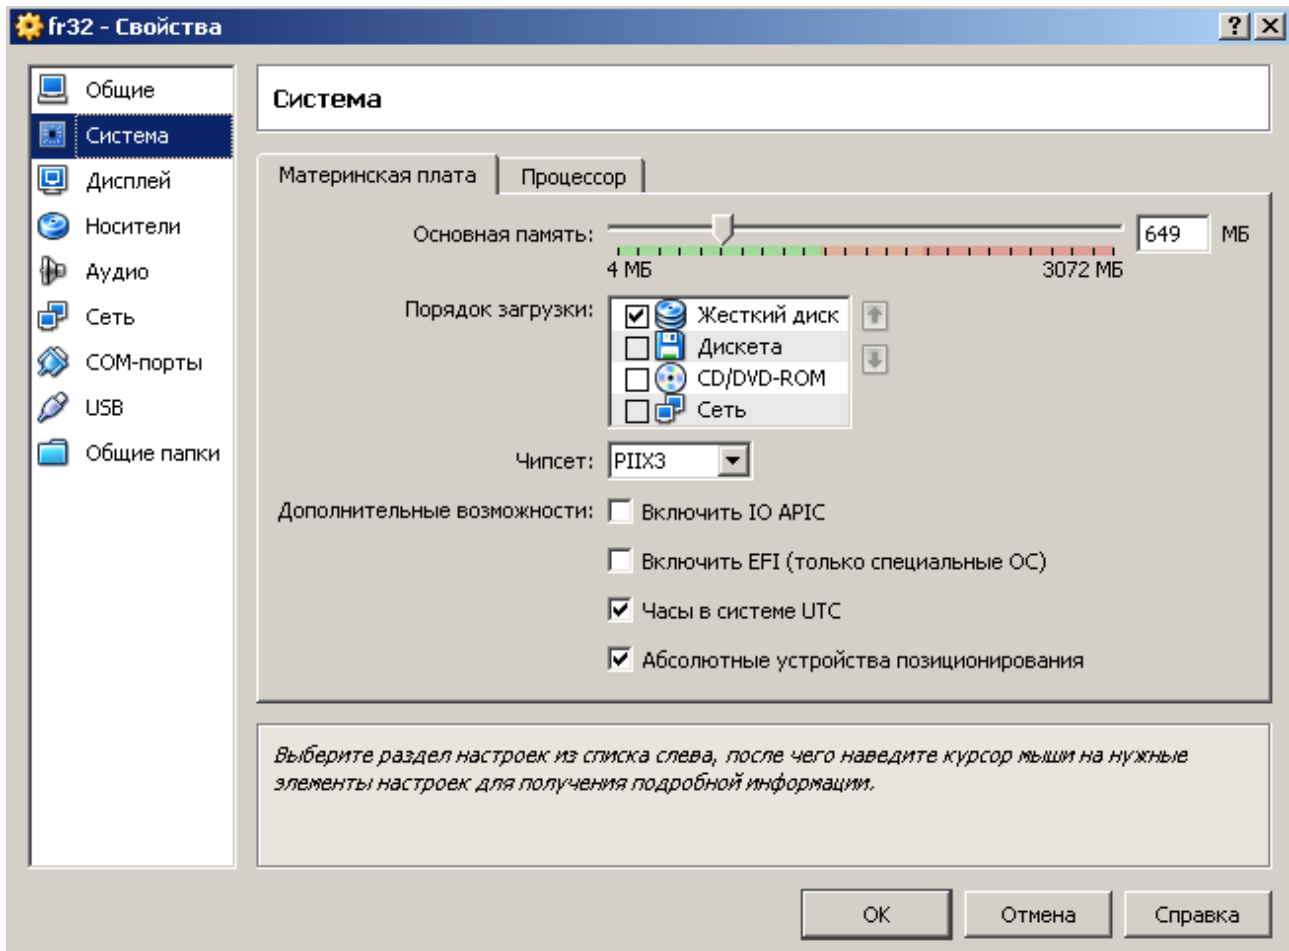 fr32 - Свойства
Общие
Система
Дисплей
Носители
Аудио
Сеть
COM-порты
USB
Общие папки
Система
Материнская плата
Процессор
Основная память:
649 МБ
4 МБ 3072 МБ
Порядок загрузки:
Жесткий диск
Дискета
CD/DVD-ROM
Сеть
Чипсет: PIIX3
Дополнительные возможности: Включить IO APIC
Включить EFI (только специальные ОС)
Часы в системе UTC
Абсолютные устройства позиционирования
Выберите раздел настроек из списка слева, после чего наведите курсор мыши на нужные
элементы настроек для получения подробной информации.
OK Отмена Справка